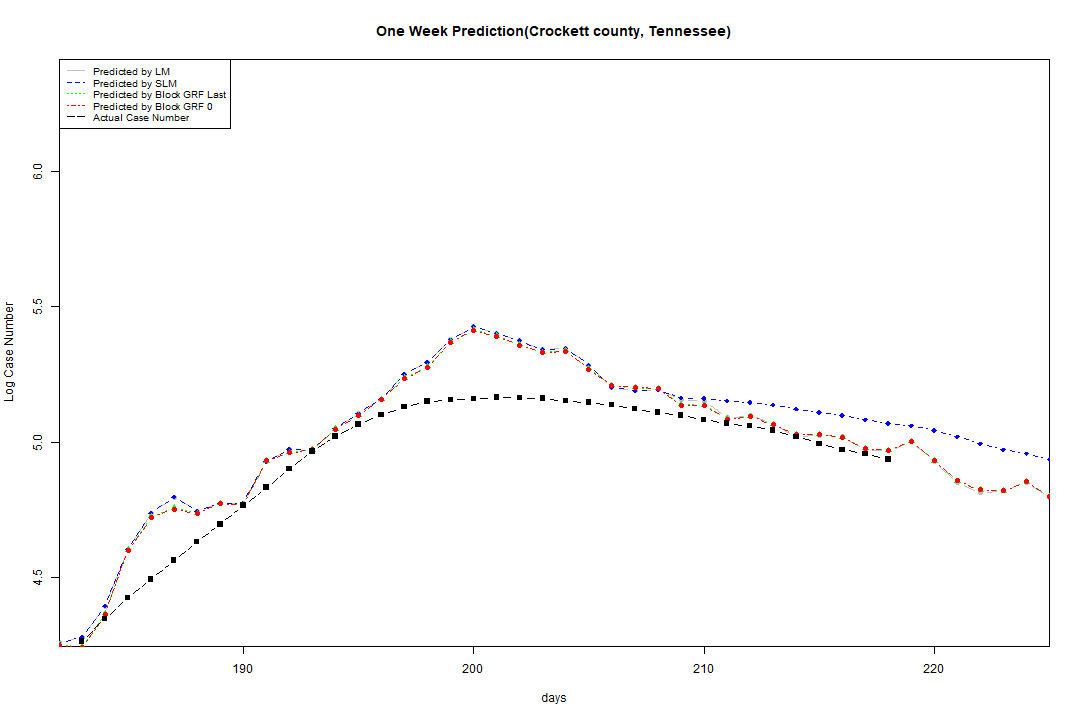 One Week Prediction(Crockett county, Tennessee)
Predicted by LM
Predicted by SLM
Predicted by Block GRF Last
Predicted by Block GRF 0
Actual Case Number
6.0
5.5
5.0
4.5
Log Case Number
190
200
210
220
days